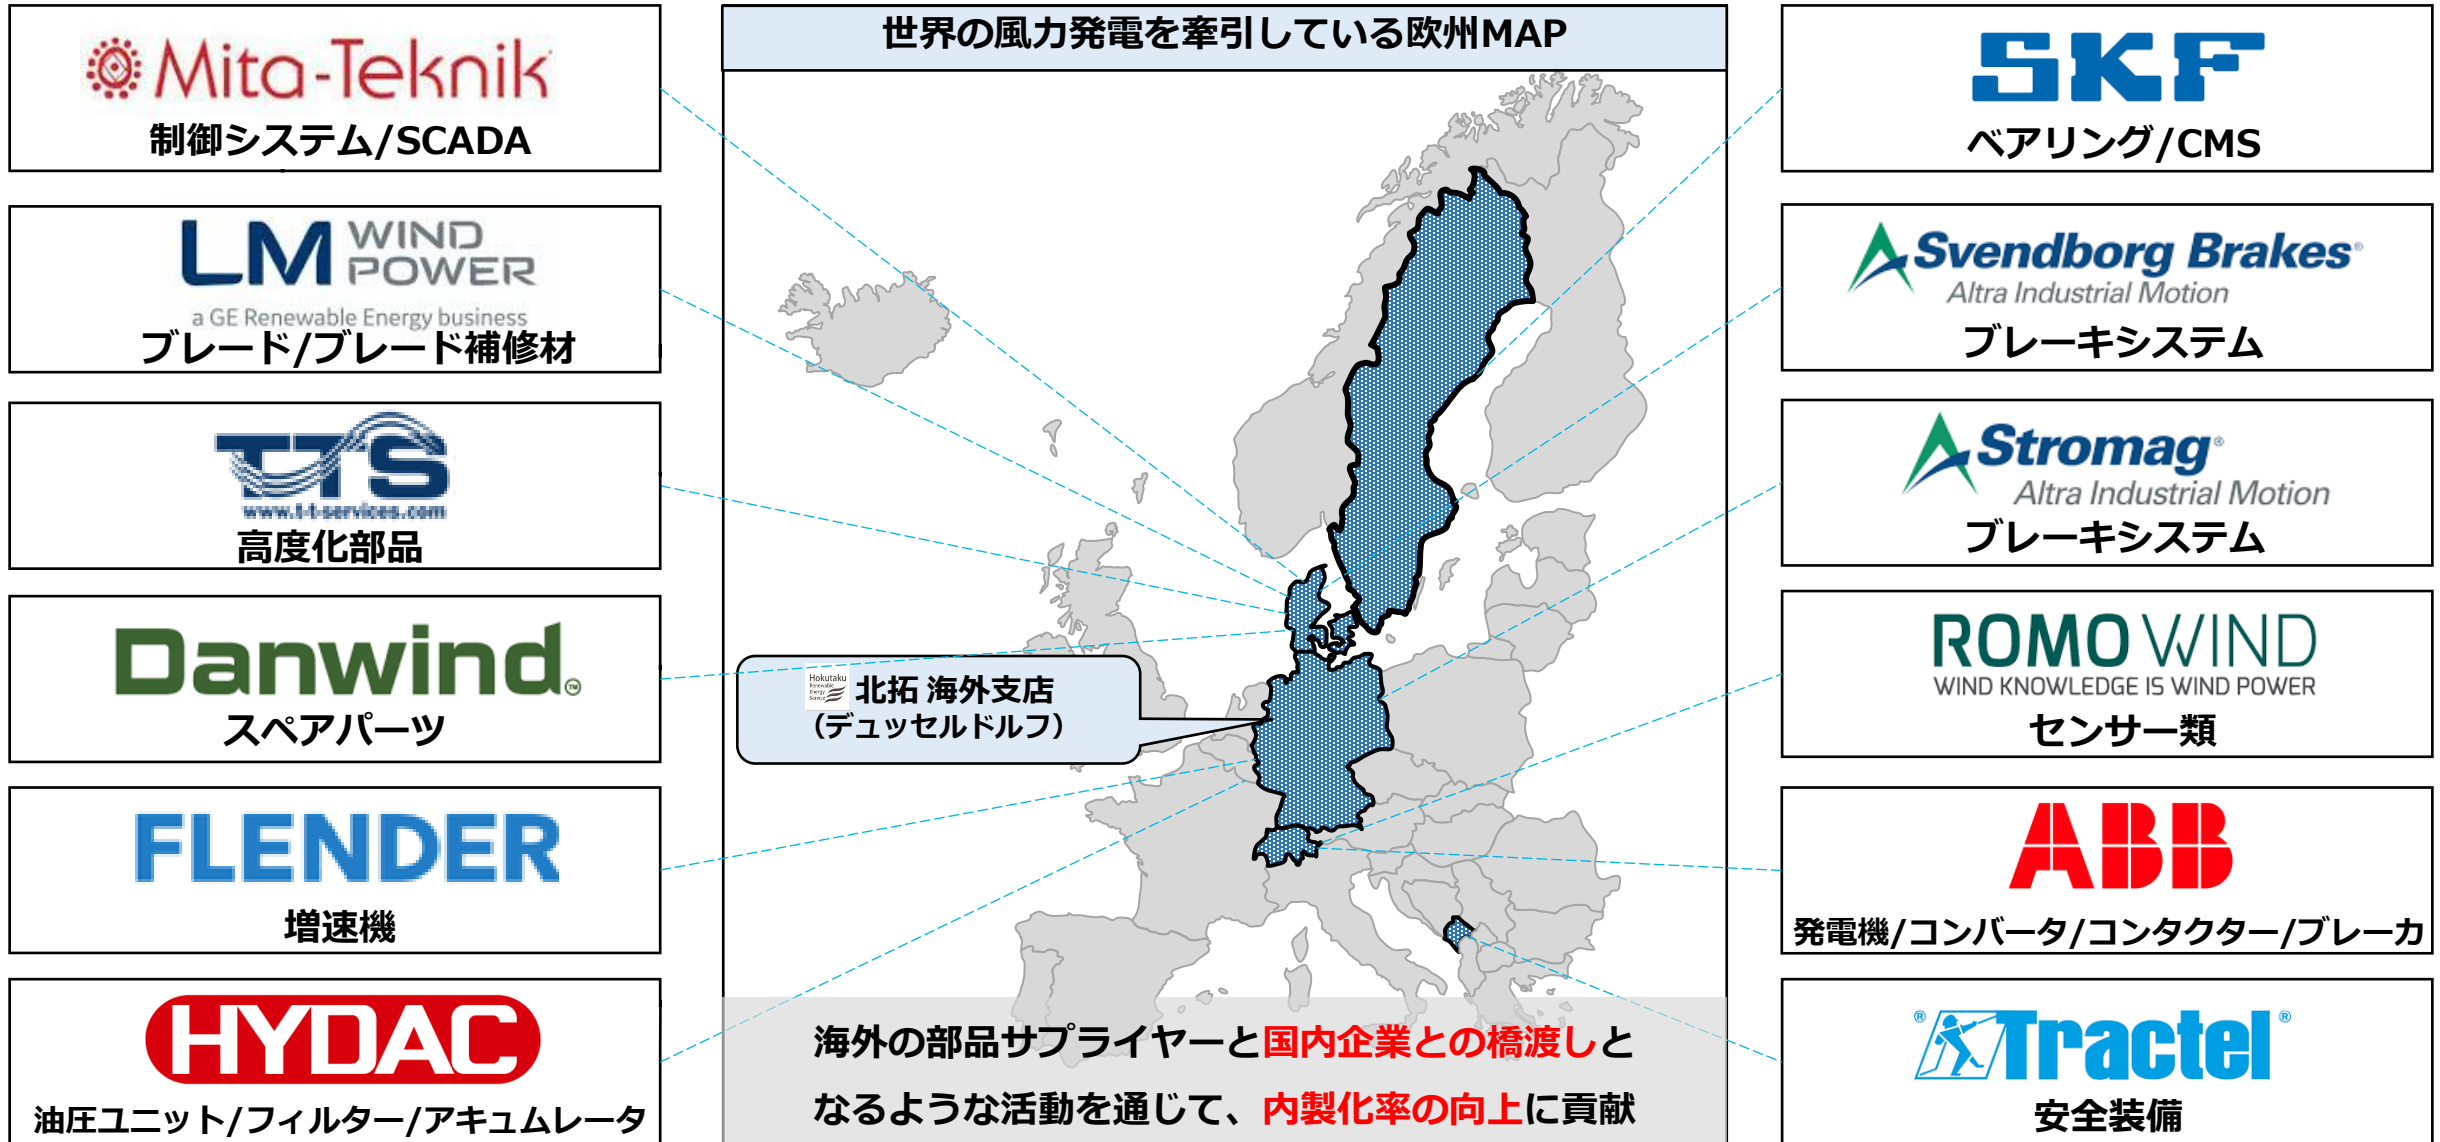 世界の風力発電を牽引している欧州MAP
Mita-Teknik
制御システム/SCADA
LM WIND POWER
a GE Renewable Energy business
ブレード/ブレード補修材
TTS
www.t-t-services.com
高度化部品
Danwind™
スペアパーツ
FLENDER
増速機
HYDAC
油圧ユニット/フィルター/アキュムレータ
Hokutaku
Renewable
Energy
Service
北拓 海外支店
（デュッセルドルフ）
海外の部品サプライヤーと国内企業との橋渡しと
なるような活動を通じて、内製化率の向上に貢献
SKF
ベアリング/CMS
Svendborg Brakes®
Altra Industrial Motion
ブレーキシステム
Stromag®
Altra Industrial Motion
ブレーキシステム
ROMO WIND
WIND KNOWLEDGE IS WIND POWER
センサー類
ABB
発電機/コンバータ/コンタクター/ブレーカ
® Tractel ®
安全装備